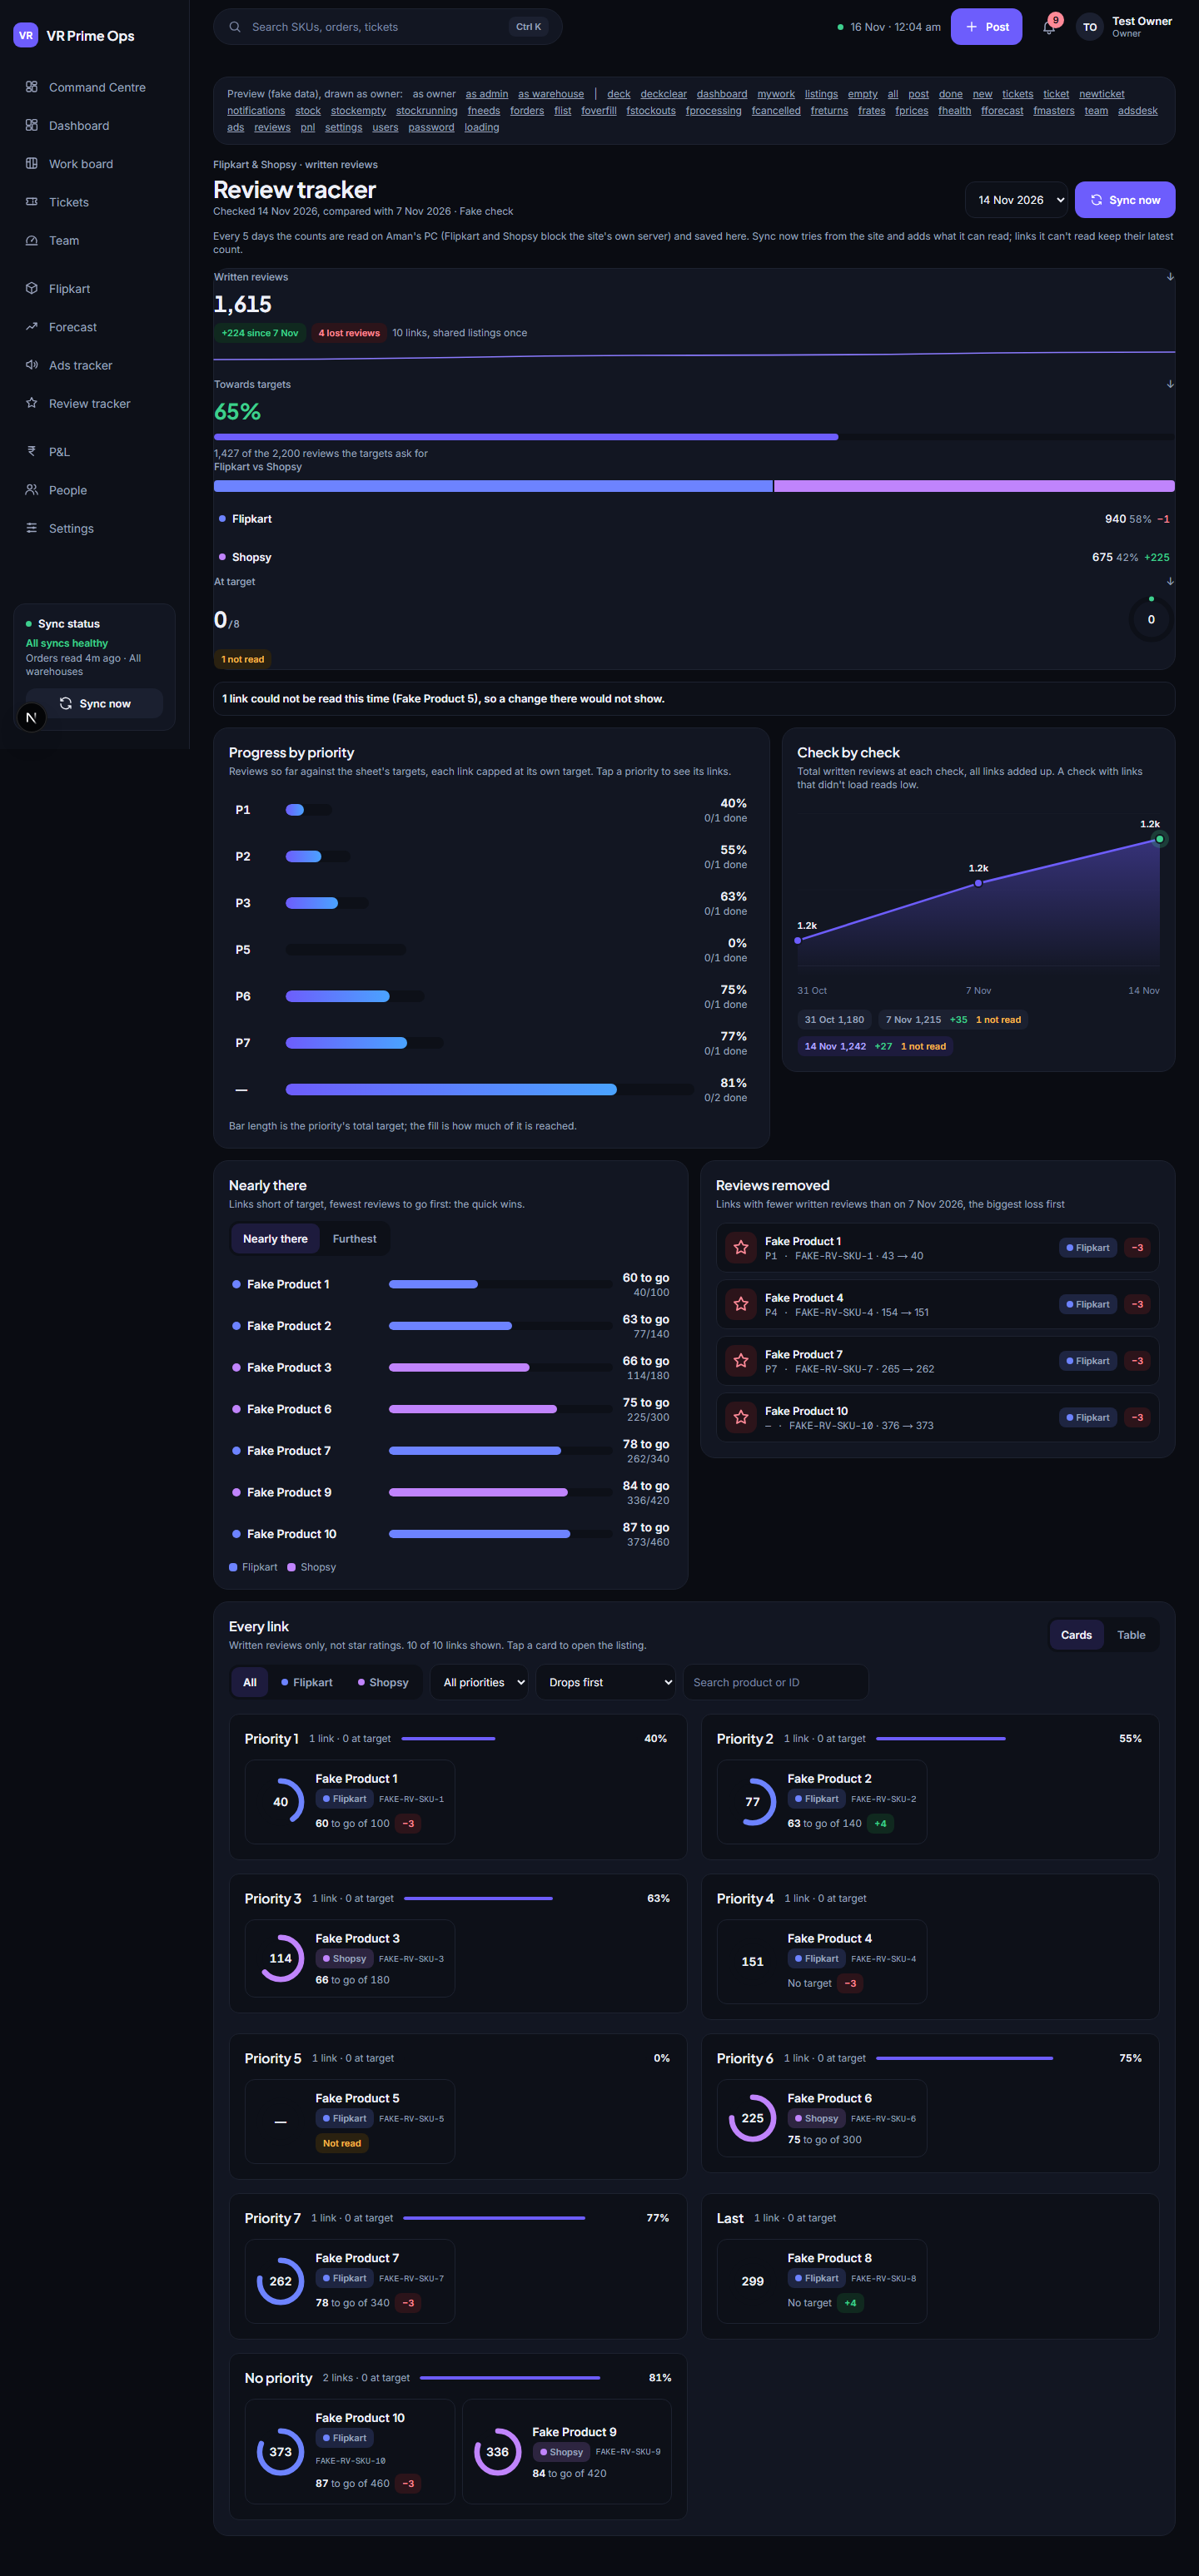 VR VR Prime Ops
Search SKUs, orders, tickets Ctrl K
16 Nov · 12:04 am
Post
9
TO
Test Owner
Owner
Command Centre
Dashboard
Work board
Tickets
Team
Flipkart
Forecast
Ads tracker
Review tracker
₹ P&L
People
Settings
Sync status
All syncs healthy
Orders read 4m ago · All
warehouses
Sync now
N
Preview (fake data), drawn as owner: as owner as admin as warehouse | deck deckclear dashboard mywork listings empty all post done new tickets ticket newticket
notifications stock stockempty stockrunning fneeds forders flist foverfill fstockouts fprocessing fcancelled freturns frates fprices fhealth fforecast fmasters team adsdesk
ads reviews pnl settings users password loading
Flipkart & Shopsy · written reviews
Review tracker
Checked 14 Nov 2026, compared with 7 Nov 2026 · Fake check
14 Nov 2026
Sync now
Every 5 days the counts are read on Aman's PC (Flipkart and Shopsy block the site's own server) and saved here. Sync now tries from the site and adds what it can read; links it can't read keep their latest
count.
Written reviews ↓
1,615
+224 since 7 Nov 4 lost reviews 10 links, shared listings once
Towards targets ↓
65%
1,427 of the 2,200 reviews the targets ask for
Flipkart vs Shopsy
Flipkart 940 58% −1
Shopsy 675 42% +225
At target ↓
0/8
0
1 not read
1 link could not be read this time (Fake Product 5), so a change there would not show.
Progress by priority
Reviews so far against the sheet's targets, each link capped at its own target. Tap a priority to see its links.
P1 40%
0/1 done
P2 55%
0/1 done
P3 63%
0/1 done
P5 0%
0/1 done
P6 75%
0/1 done
P7 77%
0/1 done
— 81%
0/2 done
Bar length is the priority's total target; the fill is how much of it is reached.
Check by check
Total written reviews at each check, all links added up. A check with links
that didn't load reads low.
1.2k
1.2k
1.2k
31 Oct 7 Nov 14 Nov
31 Oct 1,180 7 Nov 1,215 +35 1 not read
14 Nov 1,242 +27 1 not read
Nearly there
Links short of target, fewest reviews to go first: the quick wins.
Nearly there Furthest
Fake Product 1 60 to go
40/100
Fake Product 2 63 to go
77/140
Fake Product 3 66 to go
114/180
Fake Product 6 75 to go
225/300
Fake Product 7 78 to go
262/340
Fake Product 9 84 to go
336/420
Fake Product 10 87 to go
373/460
Flipkart Shopsy
Reviews removed
Links with fewer written reviews than on 7 Nov 2026, the biggest loss first
Fake Product 1
P1 · FAKE-RV-SKU-1 · 43 → 40 Flipkart −3
Fake Product 4
P4 · FAKE-RV-SKU-4 · 154 → 151 Flipkart −3
Fake Product 7
P7 · FAKE-RV-SKU-7 · 265 → 262 Flipkart −3
Fake Product 10
— · FAKE-RV-SKU-10 · 376 → 373 Flipkart −3
Every link
Written reviews only, not star ratings. 10 of 10 links shown. Tap a card to open the listing.
Cards Table
All Flipkart Shopsy All priorities Drops first Search product or ID
Priority 1 1 link · 0 at target 40%
40
Fake Product 1
Flipkart FAKE-RV-SKU-1
60 to go of 100 −3
Priority 2 1 link · 0 at target 55%
77
Fake Product 2
Flipkart FAKE-RV-SKU-2
63 to go of 140 +4
Priority 3 1 link · 0 at target 63%
114
Fake Product 3
Shopsy FAKE-RV-SKU-3
66 to go of 180
Priority 4 1 link · 0 at target
151
Fake Product 4
Flipkart FAKE-RV-SKU-4
No target −3
Priority 5 1 link · 0 at target 0%
—
Fake Product 5
Flipkart FAKE-RV-SKU-5
Not read
Priority 6 1 link · 0 at target 75%
225
Fake Product 6
Shopsy FAKE-RV-SKU-6
75 to go of 300
Priority 7 1 link · 0 at target 77%
262
Fake Product 7
Flipkart FAKE-RV-SKU-7
78 to go of 340 −3
Last 1 link · 0 at target
299
Fake Product 8
Flipkart FAKE-RV-SKU-8
No target +4
No priority 2 links · 0 at target 81%
373
Fake Product 10
Flipkart
FAKE-RV-SKU-10
87 to go of 460 −3
336
Fake Product 9
Shopsy FAKE-RV-SKU-9
84 to go of 420